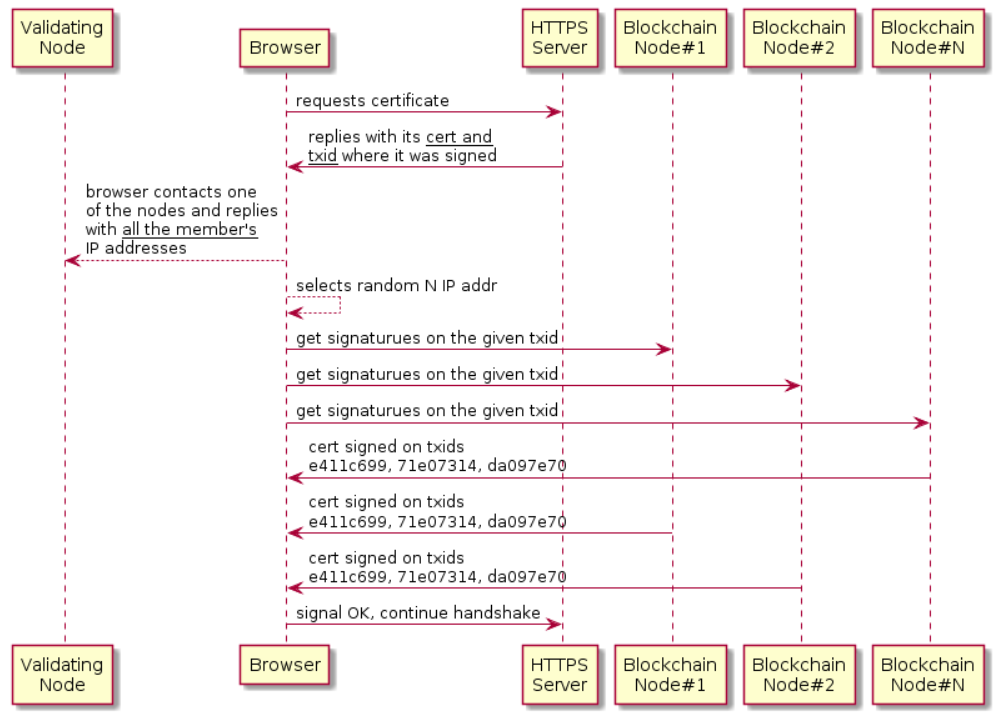 Validating
Node
Browser
HTTPS
Server
Blockchain
Node#1
Blockchain
Node#2
Blockchain
Node#N
requests certificate
replies with its cert and
txid where it was signed
browser contacts one
of the nodes and replies
with all the member's
IP addresses
selects random N IP addr
get signaturues on the given txid
get signaturues on the given txid
get signaturues on the given txid
cert signed on txids
e411c699, 71e07314, da097e70
cert signed on txids
e411c699, 71e07314, da097e70
cert signed on txids
e411c699, 71e07314, da097e70
signal OK, continue handshake
Validating
Node
Browser
HTTPS
Server
Blockchain
Node#1
Blockchain
Node#2
Blockchain
Node#N